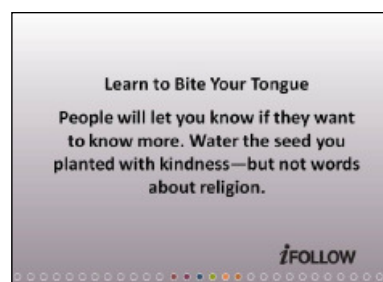 Learn to Bite Your Tongue
People will let you know if they want
to know more. Water the seed you
planted with kindness—but not words
about religion.
iFOLLOW